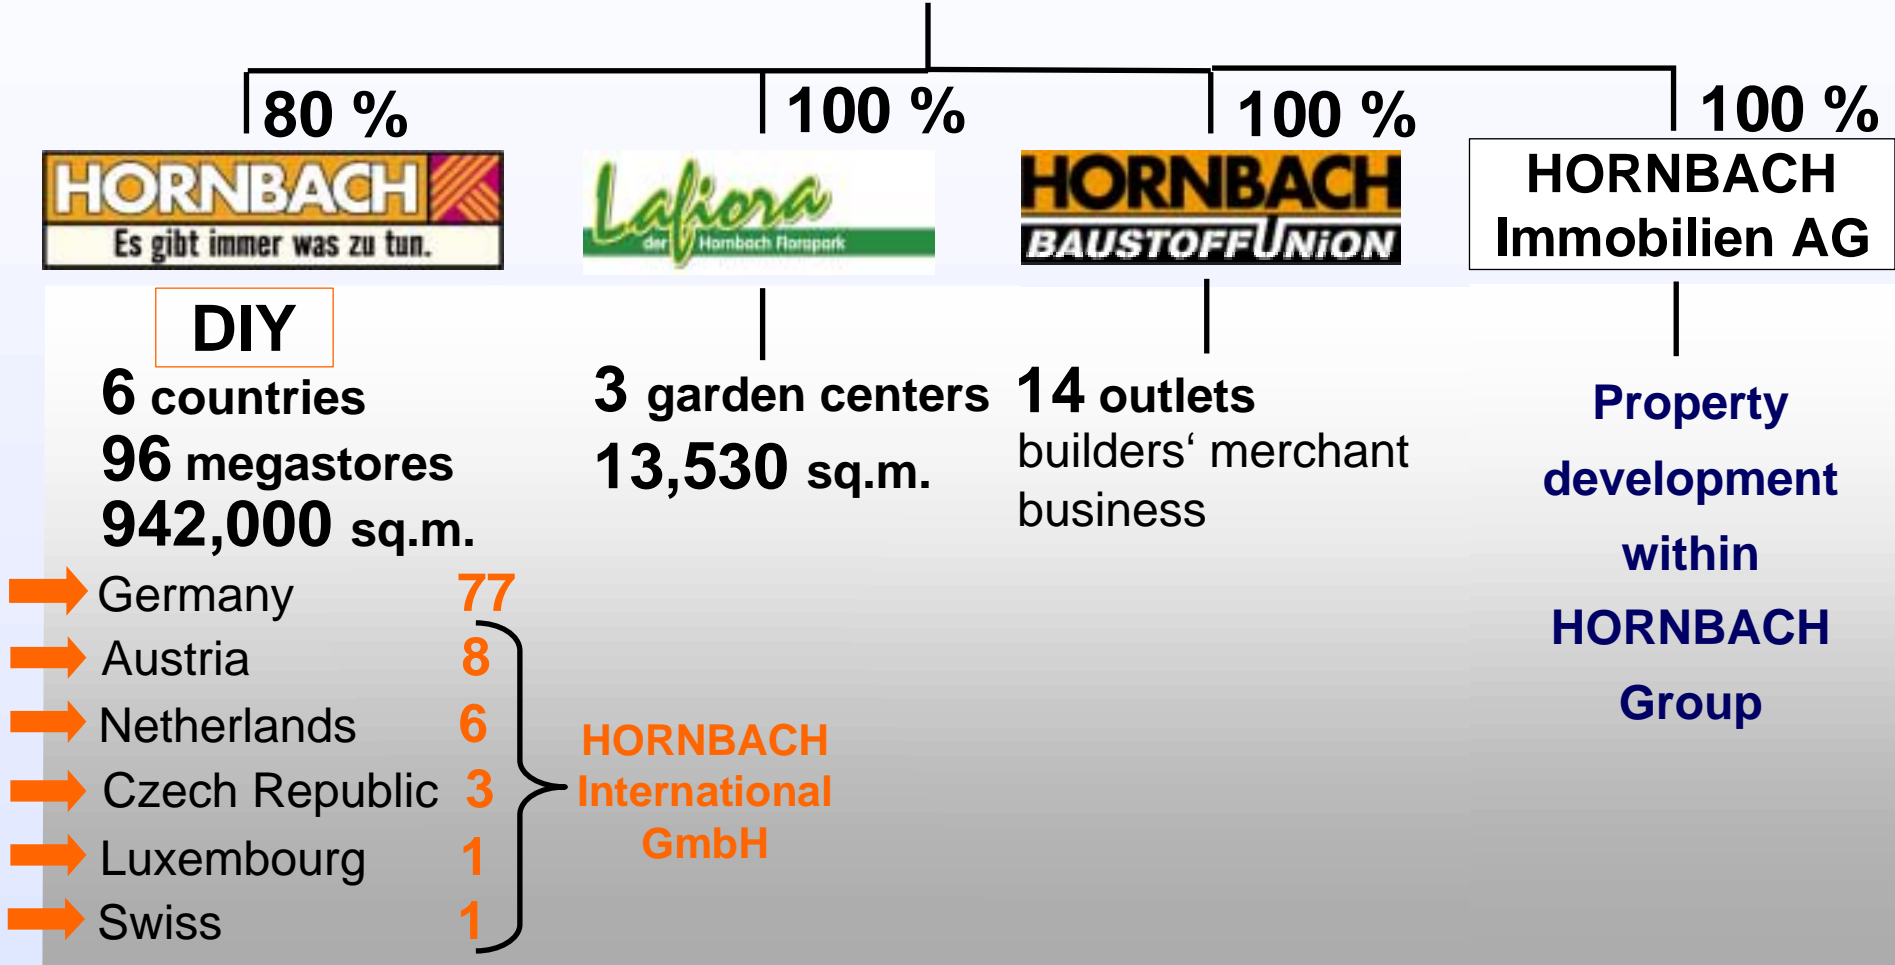 80 %
100 %
100 %
100 %
HORNBACH
Es gibt immer was zu tun.
Lafiora
der Hornbach Florapark
HORNBACH
BAUSTOFFUNiON
HORNBACH
Immobilien AG
DIY
6 countries
96 megastores
942,000 sq.m.
Germany 77
Austria 8
Netherlands 6
Czech Republic 3
Luxembourg 1
Swiss 1
HORNBACH
International
GmbH
3 garden centers
13,530 sq.m.
14 outlets
builders‘ merchant
business
Property
development
within
HORNBACH
Group